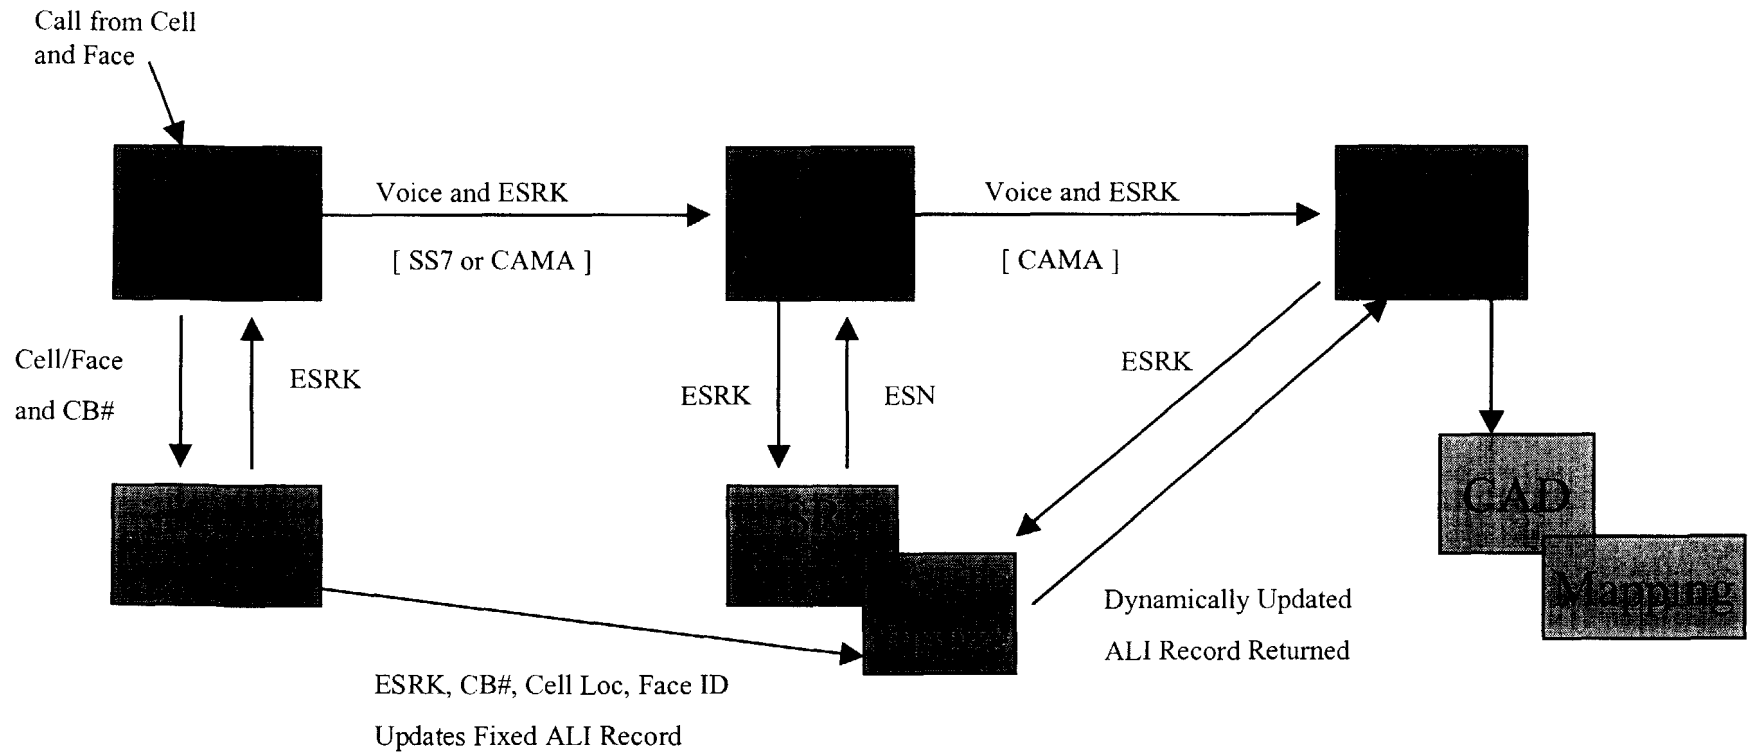 Call from Cell
and Face
Voice and ESRK
[ SS7 or CAMA ]
Voice and ESRK
[ CAMA ]
Cell/Face
and CB#
ESRK
ESRK
ESN
ESRK
CAD
Mapping
Dynamically Updated
ALI Record Returned
ESRK, CB#, Cell Loc, Face ID
Updates Fixed ALI Record